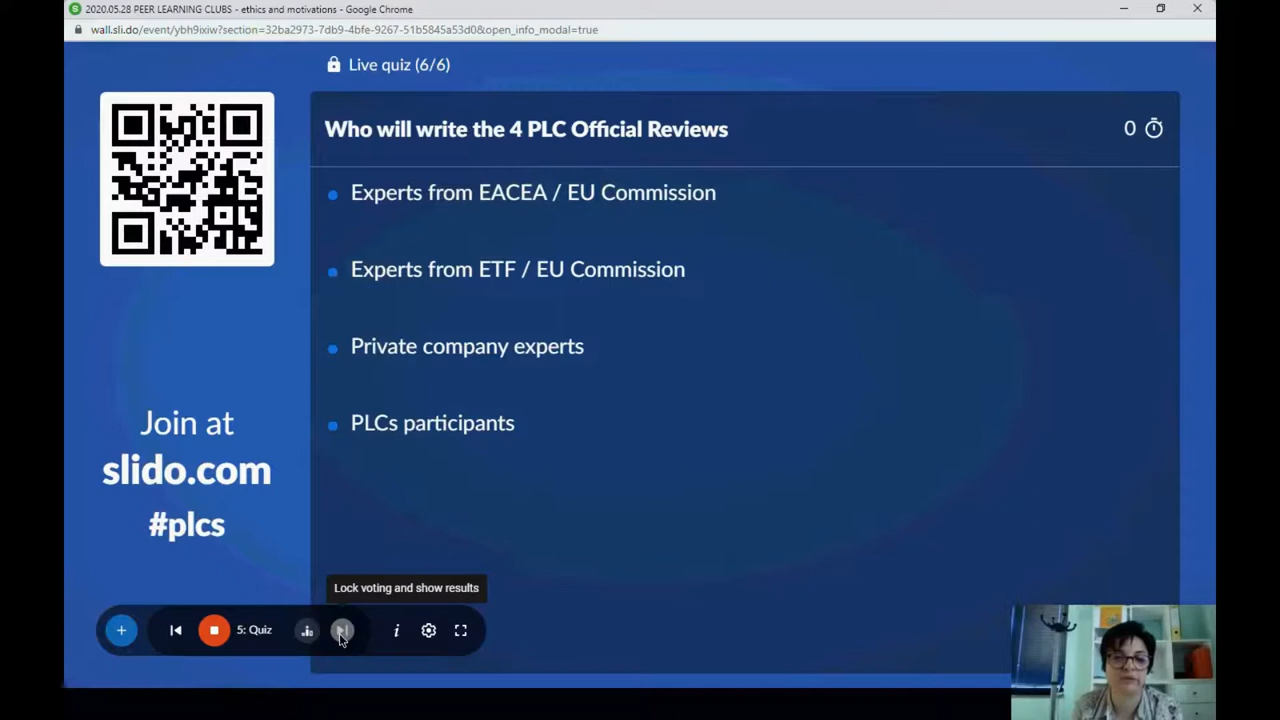 2020.05.28 PEER LEARNING CLUBS - ethics and motivations - Google Chrome
wall.sli.do/event/ybh9ixiw?section=32ba2973-7db9-4bfe-9267-51b5845a53d0&open_info_modal=true
Live quiz (6/6)
Who will write the 4 PLC Official Reviews
0
Experts from EACEA / EU Commission
Experts from ETF / EU Commission
Private company experts
PLCs participants
Join at
slido.com
#plcs
Lock voting and show results
5: Quiz